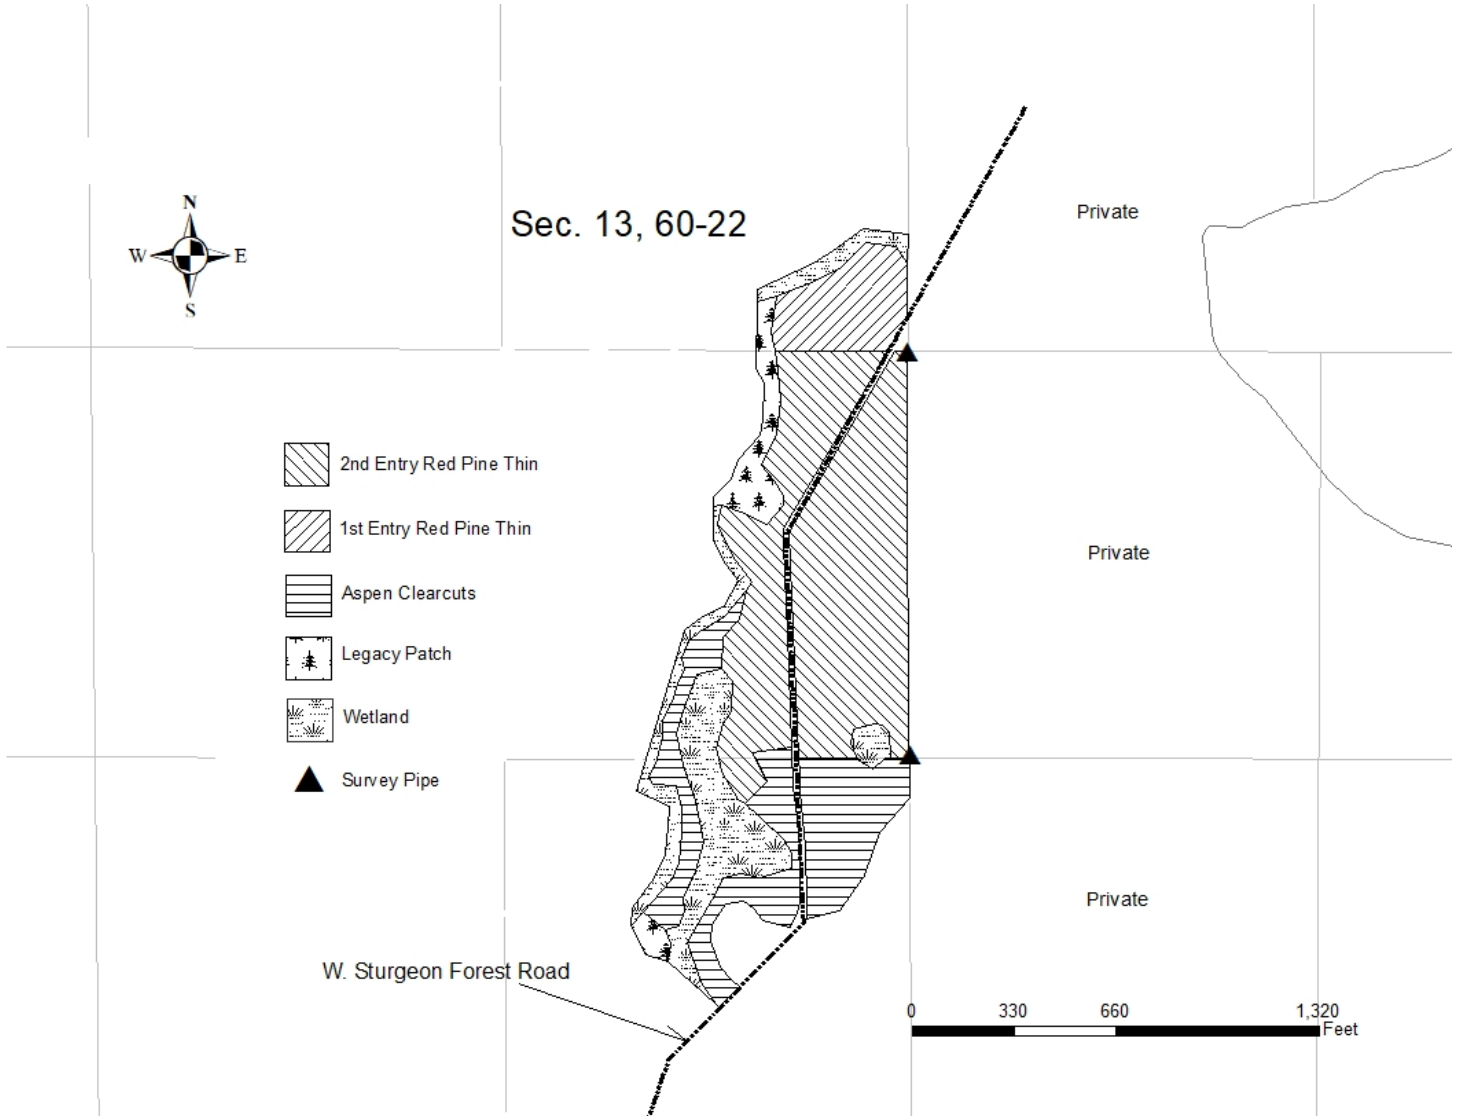 Private
N
Sec. 13, 60-22
W E
S
2nd Entry Red Pine Thin
1st Entry Red Pine Thin
Private
Aspen Clearcuts
Legacy Patch
Wetland
Survey Pipe
Private
W. Sturgeon Forest Road
0 330 660 1,320
Feet